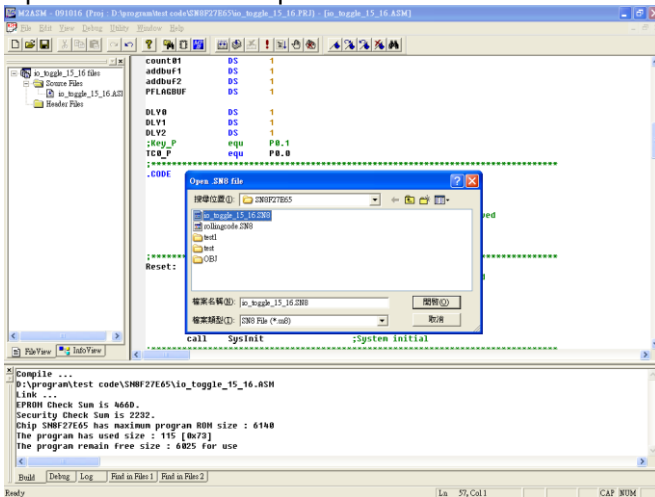 M2ASM - 091016 (Proj : D:\program\test code\SN8F27E65\io_toggle_15_16.PRJ) - [io_toggle_15_16.ASM]
File Edit View Debug Utility Window Help
io_toggle_15_16 files
Source Files
io_toggle_15_16.ASM
Header Files
FileView InfoView
count01 DS 1
addbuf1 DS 1
addbuf2 DS 1
PFLAGBUF DS 1
DLY0 DS 1
DLY1 DS 1
DLY2 DS 1
;Key_P equ P0.1
TC0_P equ P0.0
.CODE
Reset:
call SysInit ;System initial
Open .SN8 file
搜尋位置(I): SN8F27E65
io_toggle_15_16.SN8
rollingcode.SN8
test1
test
OBJ
檔案名稱(N): io_toggle_15_16.SN8 開啟(O)
檔案類型(T): SN8 File (*.sn8) 取消
Compile ...
D:\program\test code\SN8F27E65\io_toggle_15_16.ASM
Link ...
EPROM Check Sum is 466D.
Security Check Sum is 2232.
Chip SN8F27E65 has maximum program ROM size : 6140
The program has used size : 115 [0x73]
The program remain free size : 6025 for use
Build Debug Log Find in Files 1 Find in Files 2
Ready Ln 57, Col 1 CAP NUM